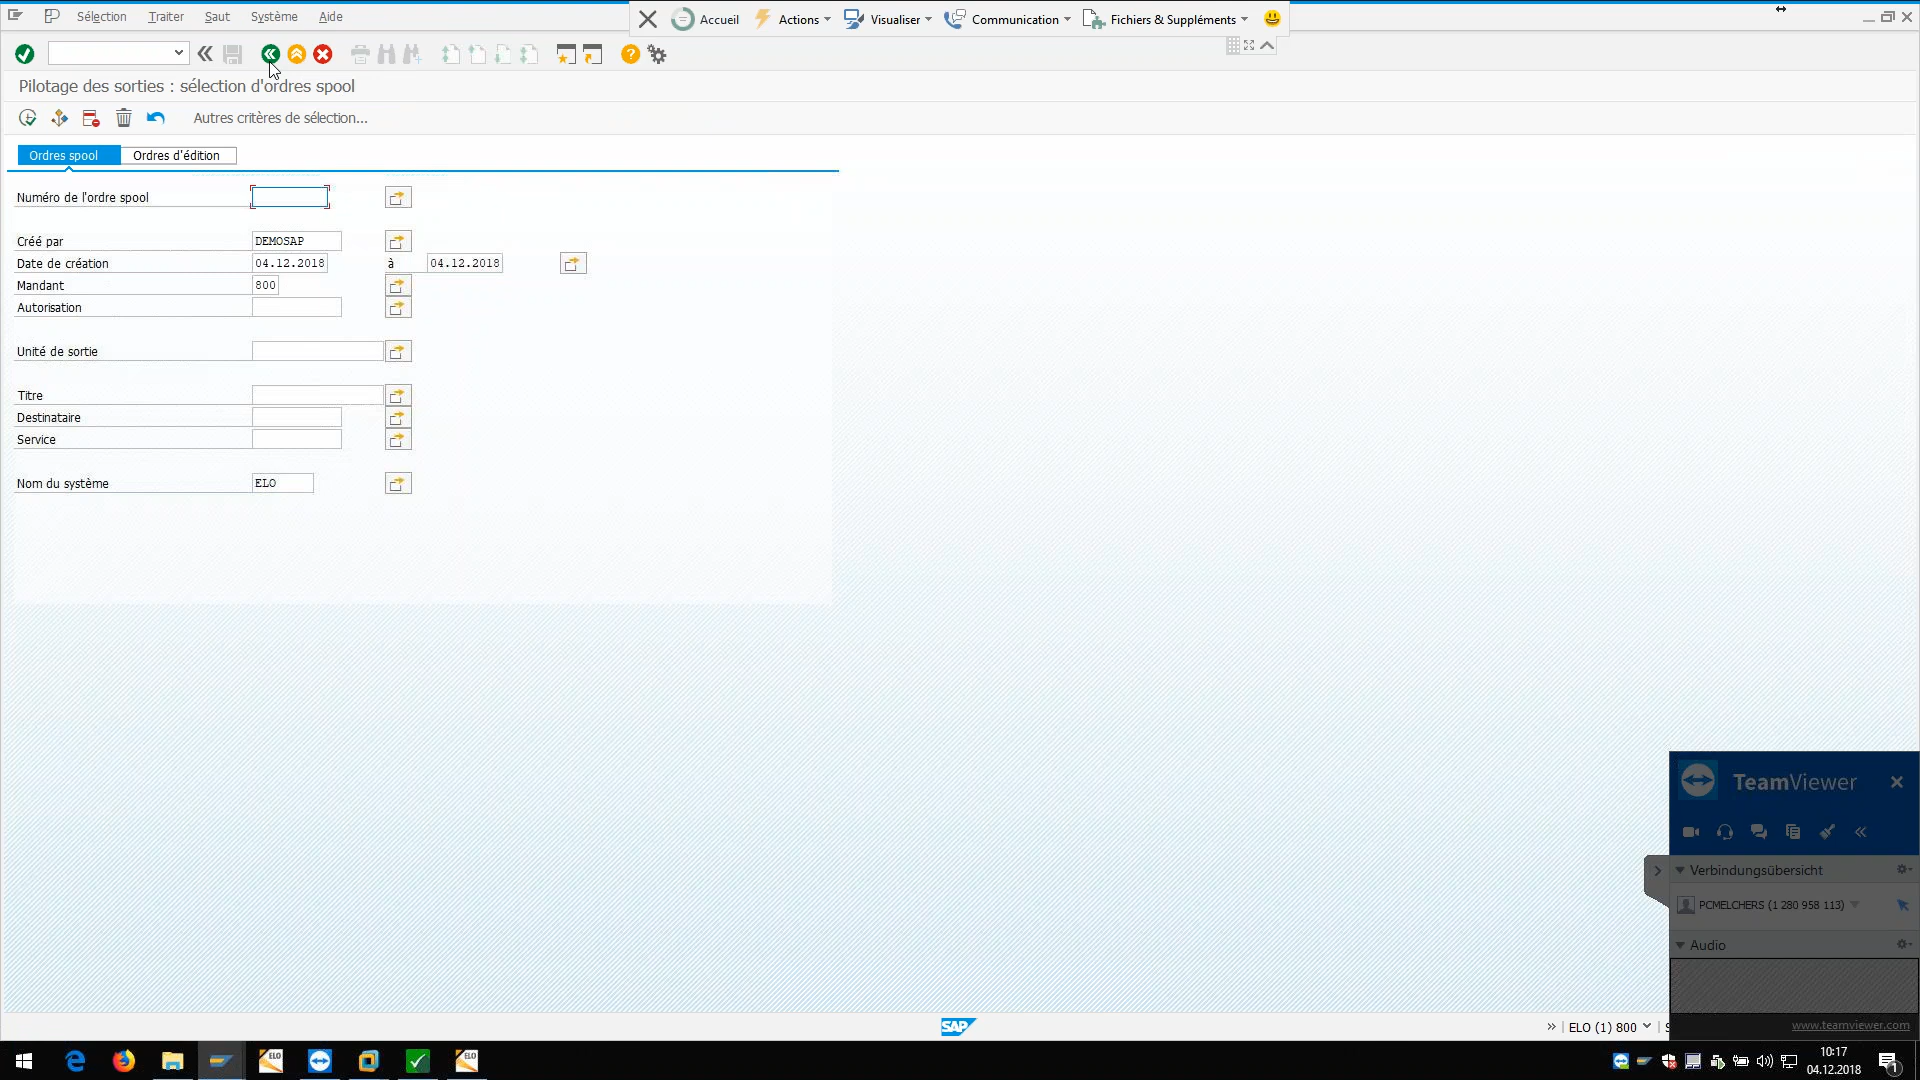 Sélection Traiter Saut Système Aide
Accueil Actions Visualiser Communication Fichiers & Suppléments
Pilotage des sorties : sélection d'ordres spool
Autres critères de sélection...
Ordres spool Ordres d'édition
Numéro de l'ordre spool
Créé par DEMOSAP
Date de création 04.12.2018 à 04.12.2018
Mandant 800
Autorisation
Unité de sortie
Titre
Destinataire
Service
Nom du système ELO
TeamViewer
Verbindungsübersicht
PCMELCHERS (1 280 958 113)
Audio
www.teamviewer.com
SAP
ELO (1) 800
ELO
ELO
10:17
04.12.2018
1